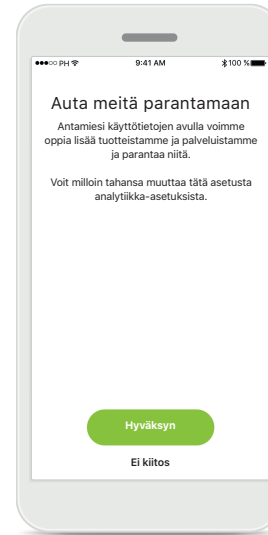 ●●●○○ PH 9:41 AM 100 %
Auta meitä parantamaan
Antamiesi käyttötietojen avulla voimme
oppia lisää tuotteistamme ja palveluistamme
ja parantaa niitä.
Voit milloin tahansa muuttaa tätä asetusta
analytiikka-asetuksista.
Hyväksyn
Ei kiitos